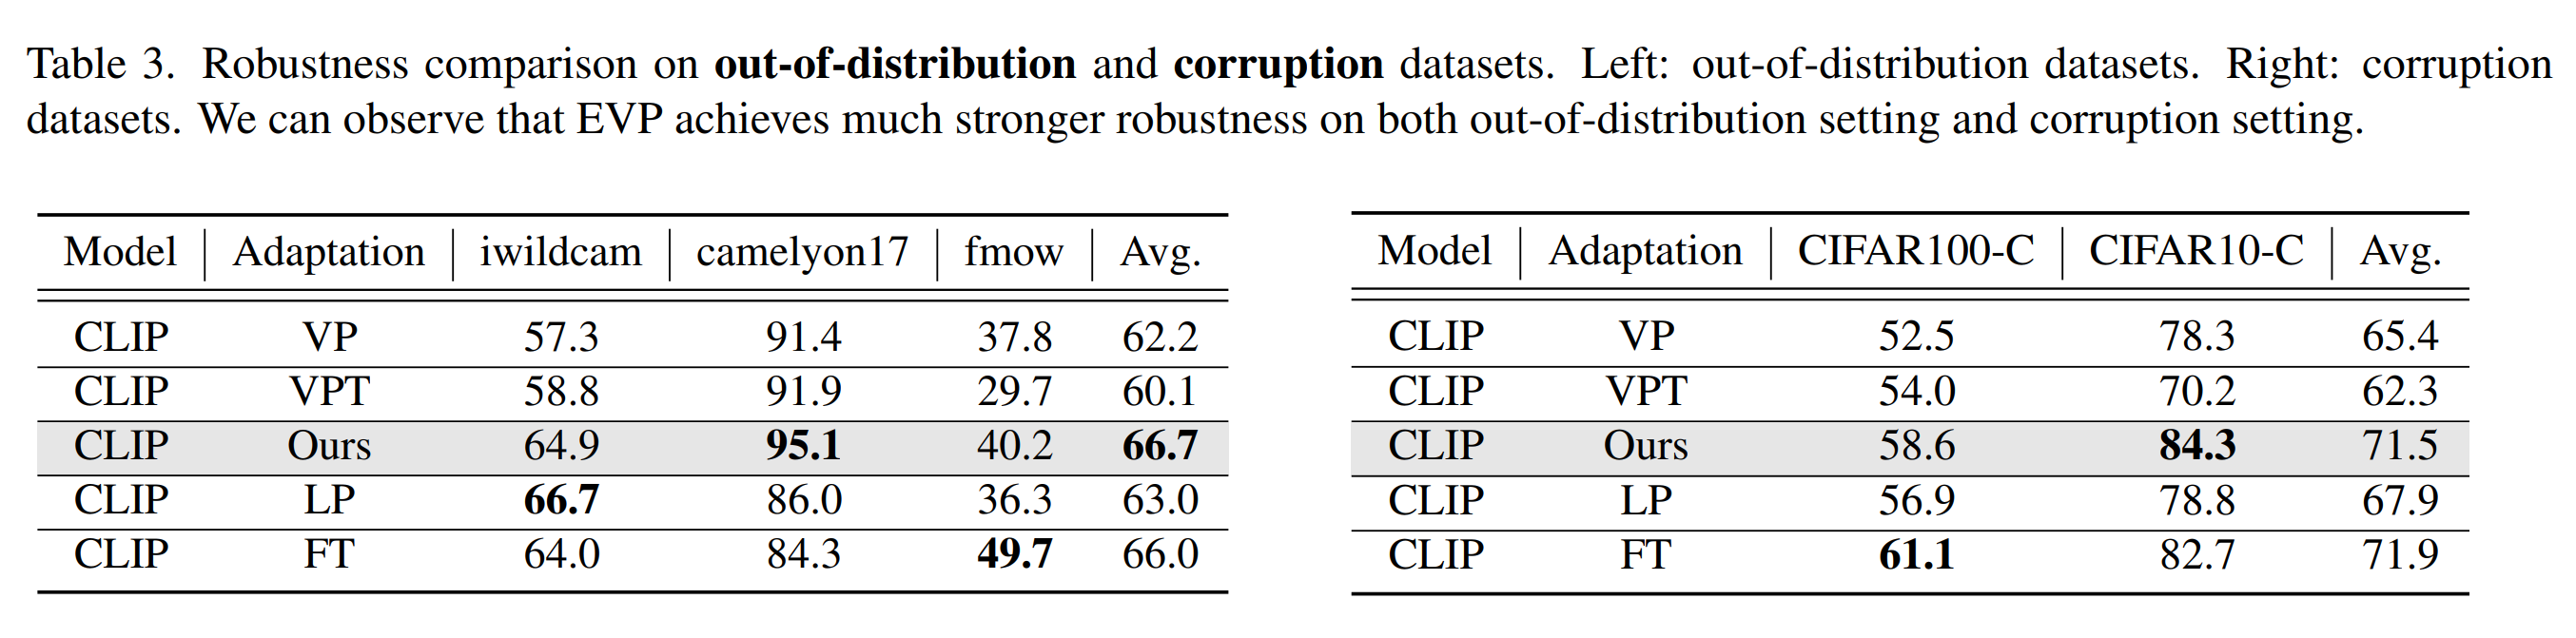 Table 3. Robustness comparison on out-of-distribution and corruption datasets. Left: out-of-distribution datasets. Right: corruption
datasets. We can observe that EVP achieves much stronger robustness on both out-of-distribution setting and corruption setting.
Model Adaptation iwildcam camelyon17 fmow Avg.
CLIP VP 57.3 91.4 37.8 62.2
CLIP VPT 58.8 91.9 29.7 60.1
CLIP Ours 64.9 95.1 40.2 66.7
CLIP LP 66.7 86.0 36.3 63.0
CLIP FT 64.0 84.3 49.7 66.0
Model Adaptation CIFAR100-C CIFAR10-C Avg.
CLIP VP 52.5 78.3 65.4
CLIP VPT 54.0 70.2 62.3
CLIP Ours 58.6 84.3 71.5
CLIP LP 56.9 78.8 67.9
CLIP FT 61.1 82.7 71.9